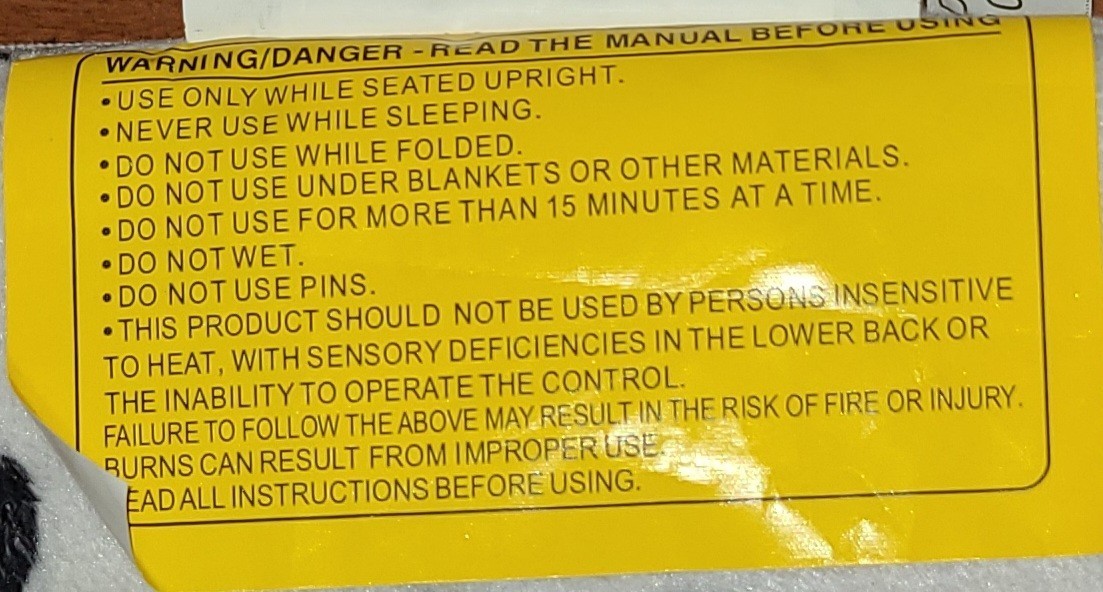 WARNING/DANGER - READ THE MANUAL BEFORE USING
•USE ONLY WHILE SEATED UPRIGHT.
•NEVER USE WHILE SLEEPING.
•DO NOT USE WHILE FOLDED.
•DO NOT USE UNDER BLANKETS OR OTHER MATERIALS.
•DO NOT USE FOR MORE THAN 15 MINUTES AT A TIME.
•DO NOT WET.
•DO NOT USE PINS.
•THIS PRODUCT SHOULD NOT BE USED BY PERSONS INSENSITIVE
TO HEAT, WITH SENSORY DEFICIENCIES IN THE LOWER BACK OR
THE INABILITY TO OPERATE THE CONTROL.
FAILURE TO FOLLOW THE ABOVE MAY RESULT IN THE RISK OF FIRE OR INJURY.
BURNS CAN RESULT FROM IMPROPER USE.
EAD ALL INSTRUCTIONS BEFORE USING.